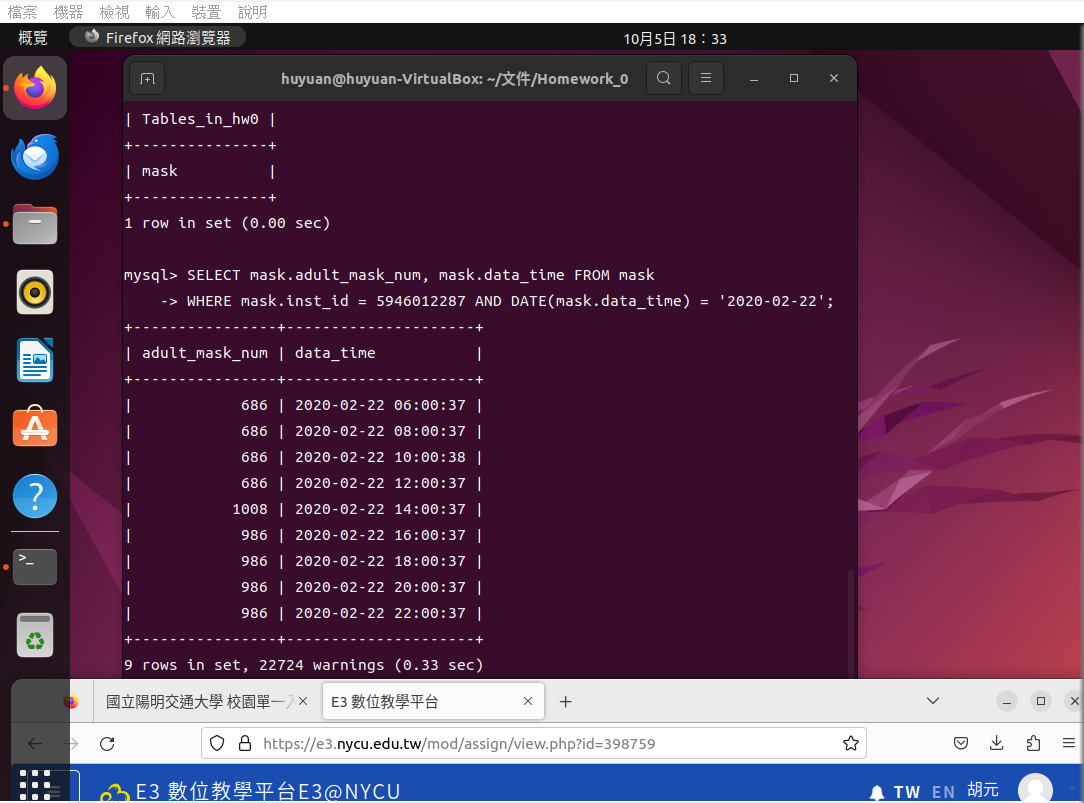 檔案 機器 檢視 輸入 裝置 說明
概覽 Firefox 網路瀏覽器 10月5日 18：33
huyuan@huyuan-VirtualBox: ~/文件/Homework_0
| Tables_in_hw0 |
+---------------+
| mask          |
+---------------+
1 row in set (0.00 sec)

mysql> SELECT mask.adult_mask_num, mask.data_time FROM mask
    -> WHERE mask.inst_id = 5946012287 AND DATE(mask.data_time) = '2020-02-22';
+----------------+---------------------+
| adult_mask_num | data_time           |
+----------------+---------------------+
|            686 | 2020-02-22 06:00:37 |
|            686 | 2020-02-22 08:00:37 |
|            686 | 2020-02-22 10:00:38 |
|            686 | 2020-02-22 12:00:37 |
|           1008 | 2020-02-22 14:00:37 |
|            986 | 2020-02-22 16:00:37 |
|            986 | 2020-02-22 18:00:37 |
|            986 | 2020-02-22 20:00:37 |
|            986 | 2020-02-22 22:00:37 |
+----------------+---------------------+
9 rows in set, 22724 warnings (0.33 sec)
國立陽明交通大學 校園單一 E3 數位教學平台
https://e3.nycu.edu.tw/mod/assign/view.php?id=398759
E3 數位教學平台E3@NYCU TW EN 胡元